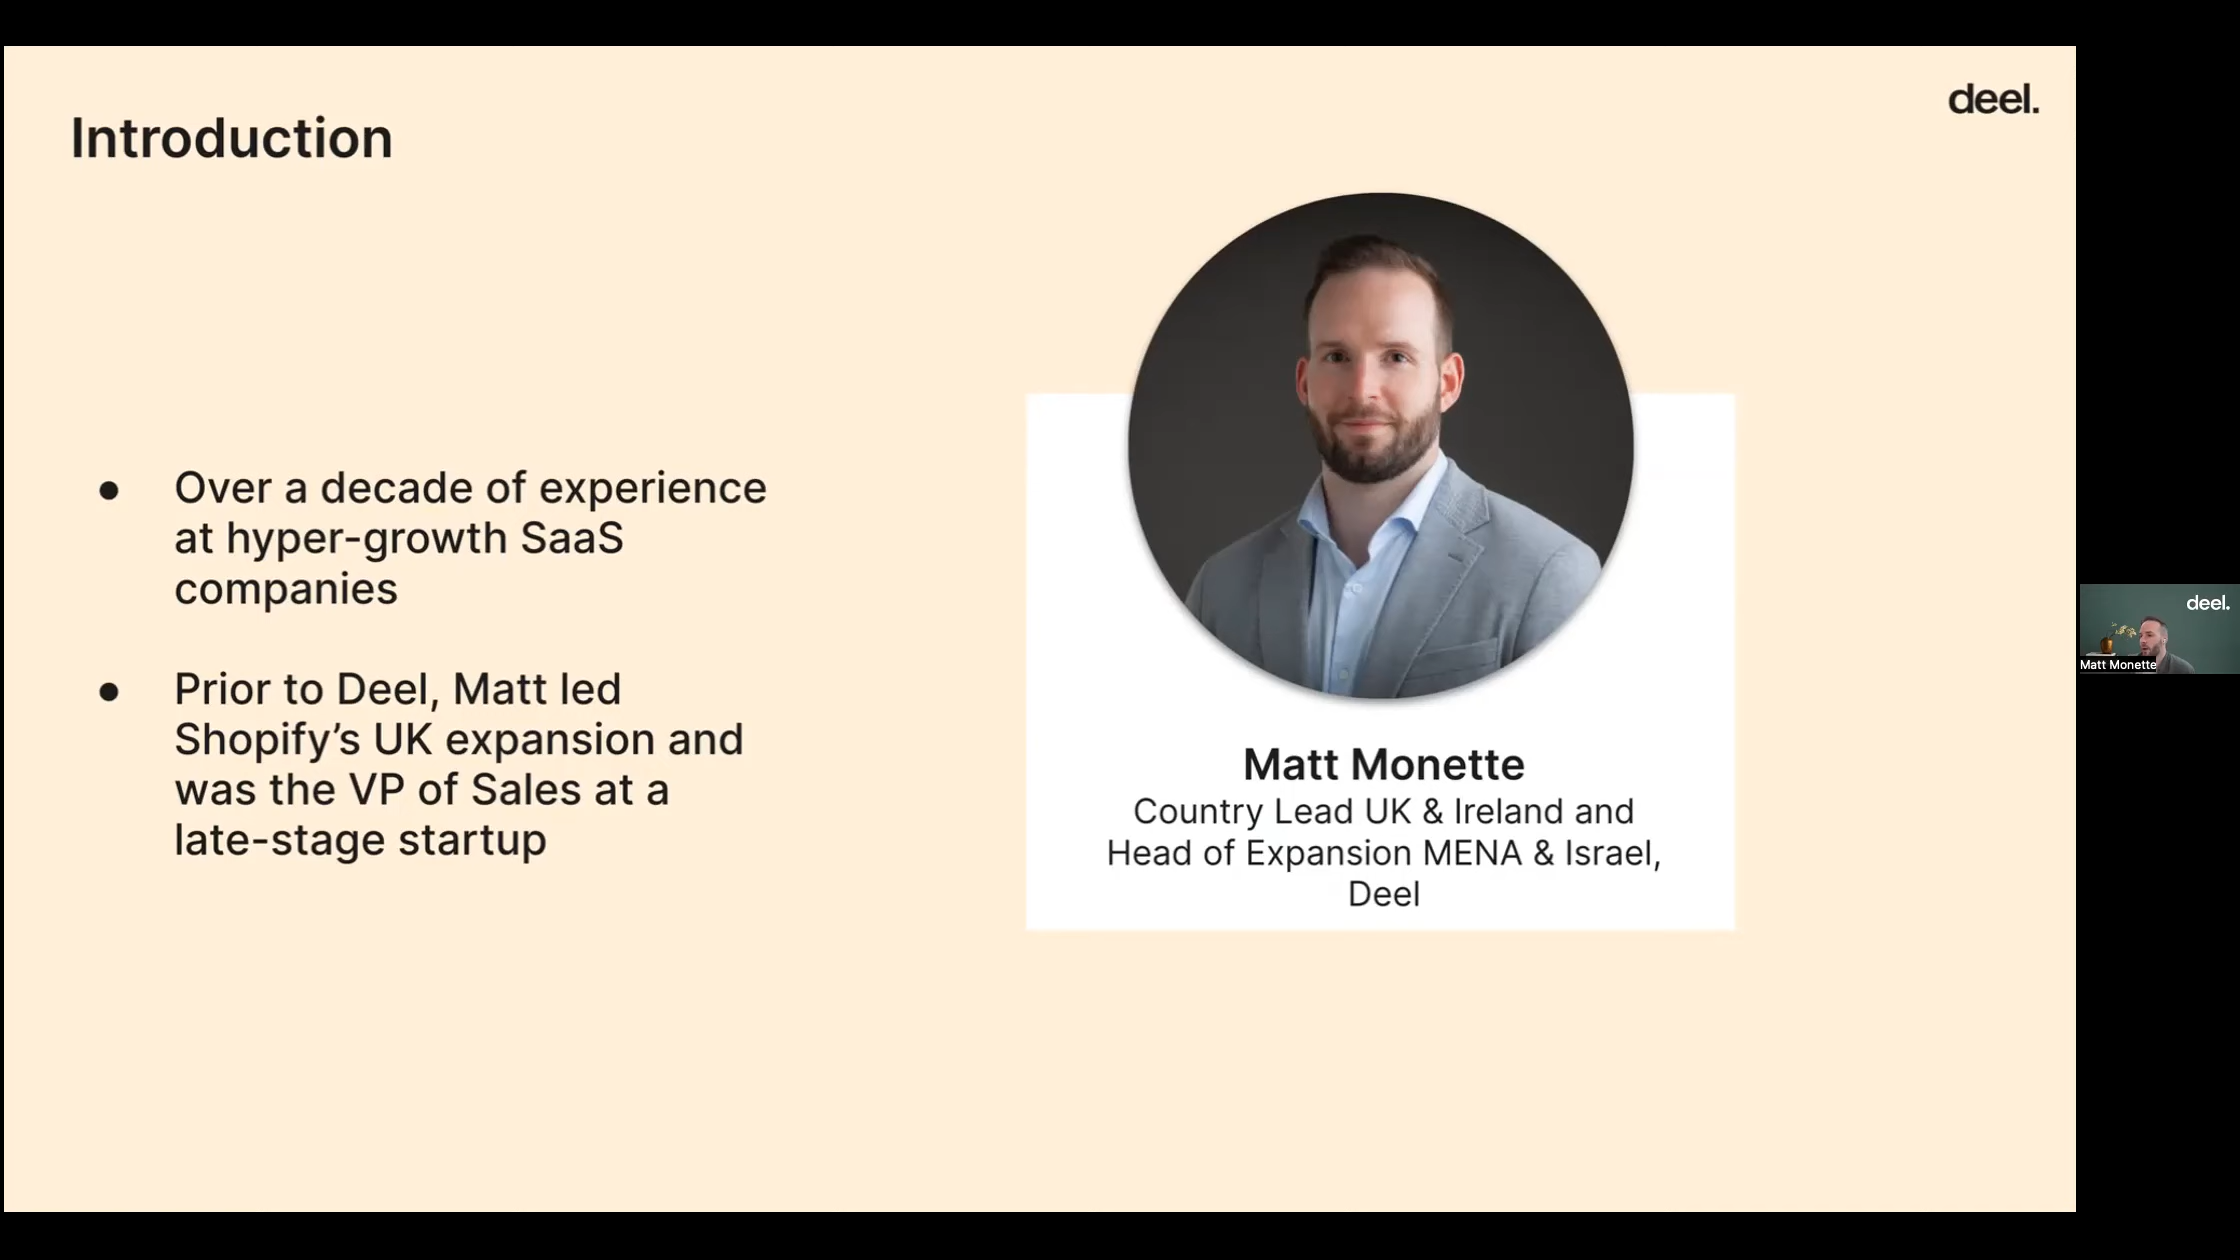 deel.
Introduction
● Over a decade of experience
at hyper-growth SaaS
companies
● Prior to Deel, Matt led
Shopify’s UK expansion and
was the VP of Sales at a
late-stage startup
Matt Monette
Country Lead UK & Ireland and
Head of Expansion MENA & Israel,
Deel
deel.
Matt Monette